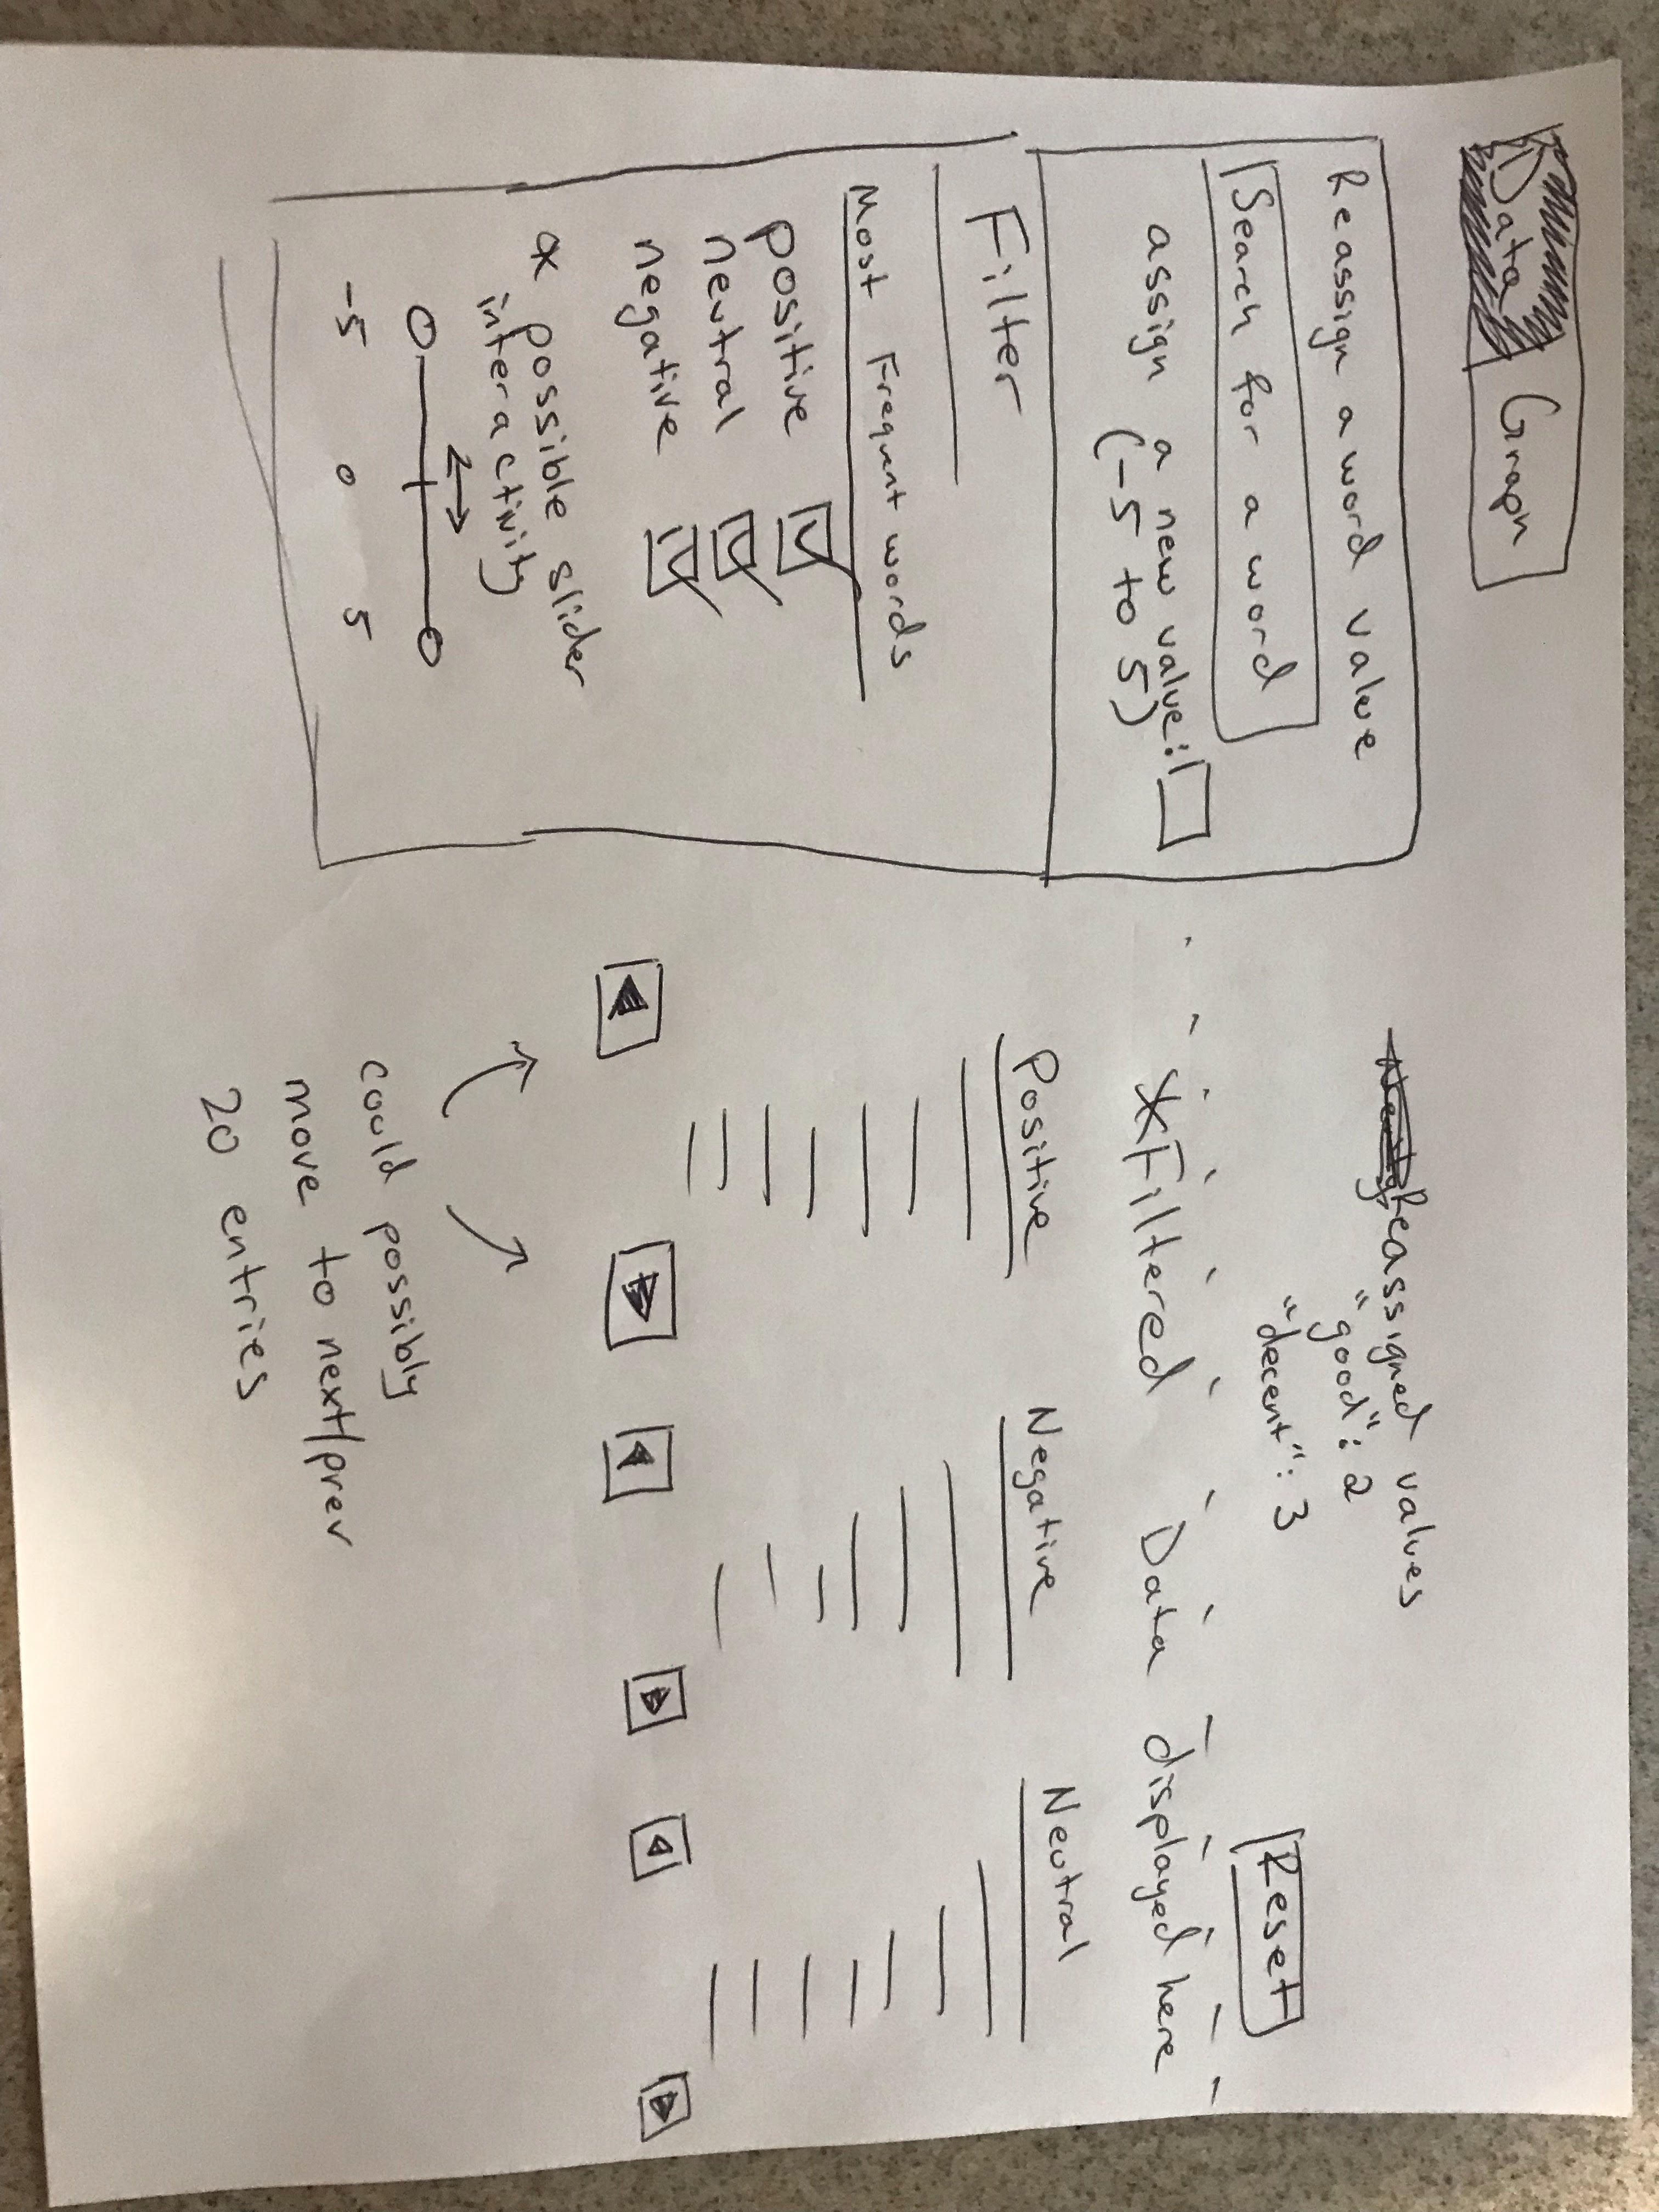 Data Graph
Reassign a word value
Search for a word
assign a new value:
(-5 to 5)
Filter
Most Frequent words
positive
neutral
negative
* possible slider
interactivity
-5 0 5
Reassigned values
"good": 2
"decent": 3
Reset
*Filtered Data displayed here
Positive Negative Neutral
could possibly
move to next/prev
20 entries